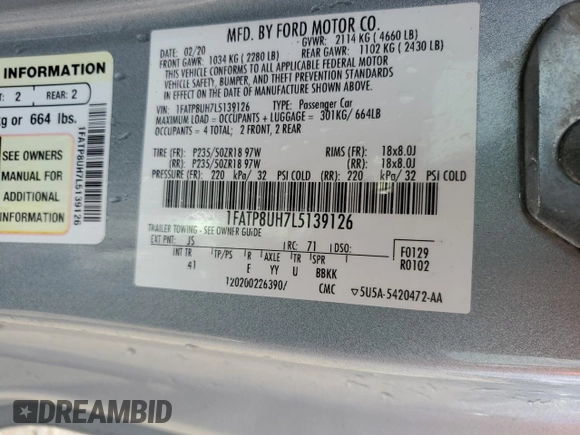 MFD. BY FORD MOTOR CO.
02/20
GVWR: 2114 KG ( 4660 LB)
FRONT GAWR: 1034 KG ( 2280 LB)
REAR GAWR: 1102 KG ( 2430 LB)
THIS VEHICLE CONFORMS TO ALL APPLICABLE FEDERAL MOTOR
VEHICLE SAFETY, BUMPER, AND THEFT PREVENTION STANDARDS IN
EFFECT ON THE DATE OF MANUFACTURE SHOWN ABOVE.
VIN: 1FATP8UH7L5139126
TYPE: Passenger Car
MAXIMUM LOAD = OCCUPANTS + LUGGAGE = 301KG/ 664LB
OCCUPANTS = 4 TOTAL; 2 FRONT, 2 REAR
TIRE (FR): P235/50ZR18 97W RIMS (FR): 18x8.0J
(RR): P235/50ZR18 97W (RR): 18x8.0J
PRESSURE (FR): 220 kPa/ 32 PSI COLD (RR): 220 kPa/ 32 PSI COLD
1FATP8UH7L5139126
TRAILER TOWING - SEE OWNER GUIDE
EXT PNT: JS RC: 71 DSO:
F0129
R0102
INT TR TP/PS R AXLE TR SPR
41 E YY U BBKK
120200226390/ CMC 5U5A-5420472-AA
INFORMATION
2 REAR: 2
kg or 664 lbs.
SEE OWNERS
MANUAL FOR
ADDITIONAL
INFORMATION
1FATP8UH7L5139126
DREAMBID